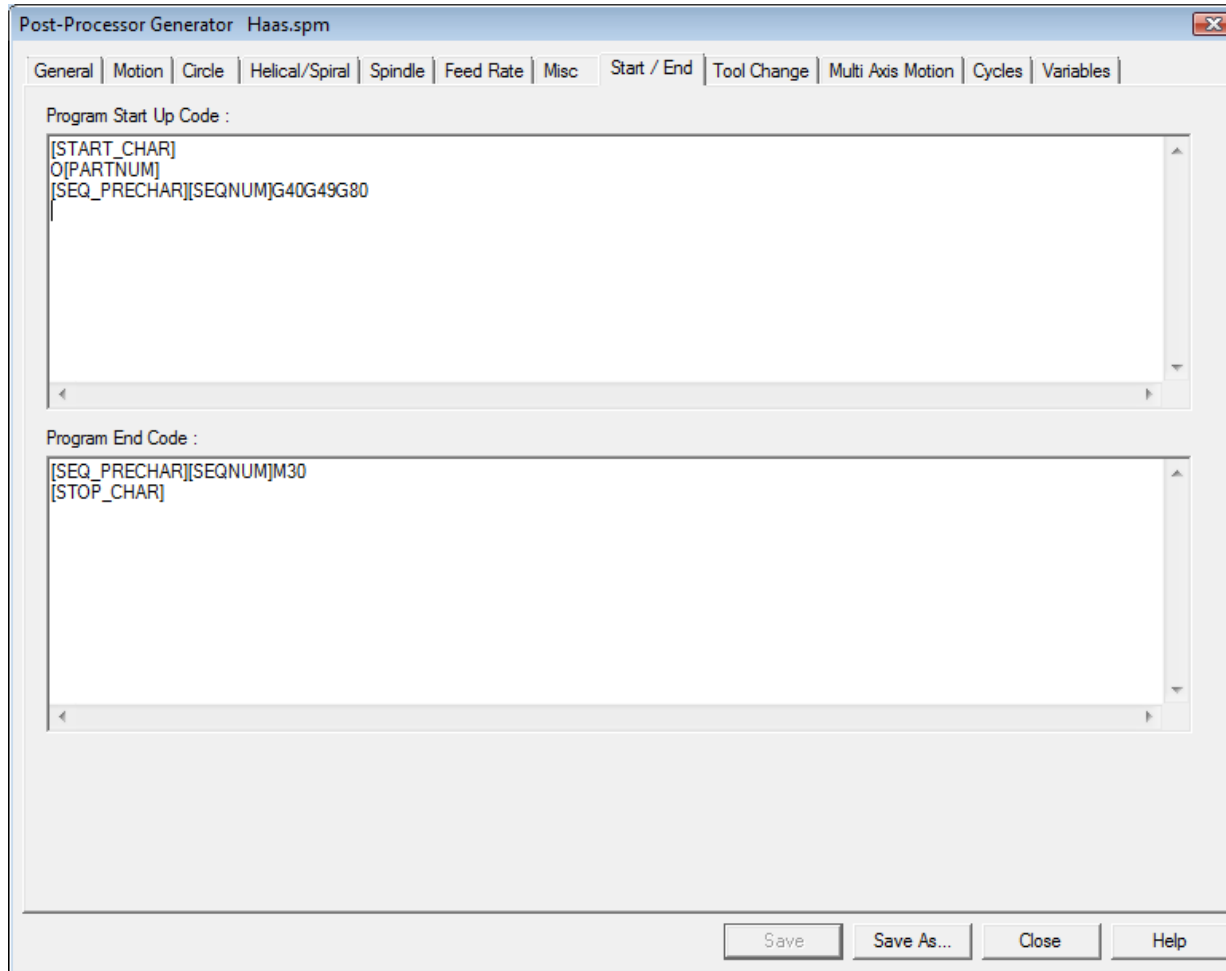 Post-Processor Generator Haas.spm
General Motion Circle Helical/Spiral Spindle Feed Rate Misc Start / End Tool Change Multi Axis Motion Cycles Variables
Program Start Up Code :
[START_CHAR]
O[PARTNUM]
[SEQ_PRECHAR][SEQNUM]G40G49G80
Program End Code :
[SEQ_PRECHAR][SEQNUM]M30
[STOP_CHAR]
Save Save As... Close Help